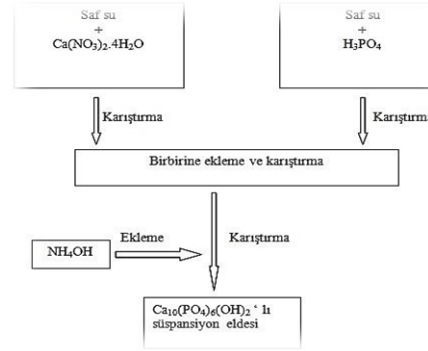 Saf su
+
Ca(NO3)2.4H2O
Saf su
+
H3PO4
Karıştırma
Karıştırma
Birbirine ekleme ve karıştırma
NH4OH
Ekleme
Karıştırma
Ca10(PO4)6(OH)2 ‘ lı
süspansiyon eldesi